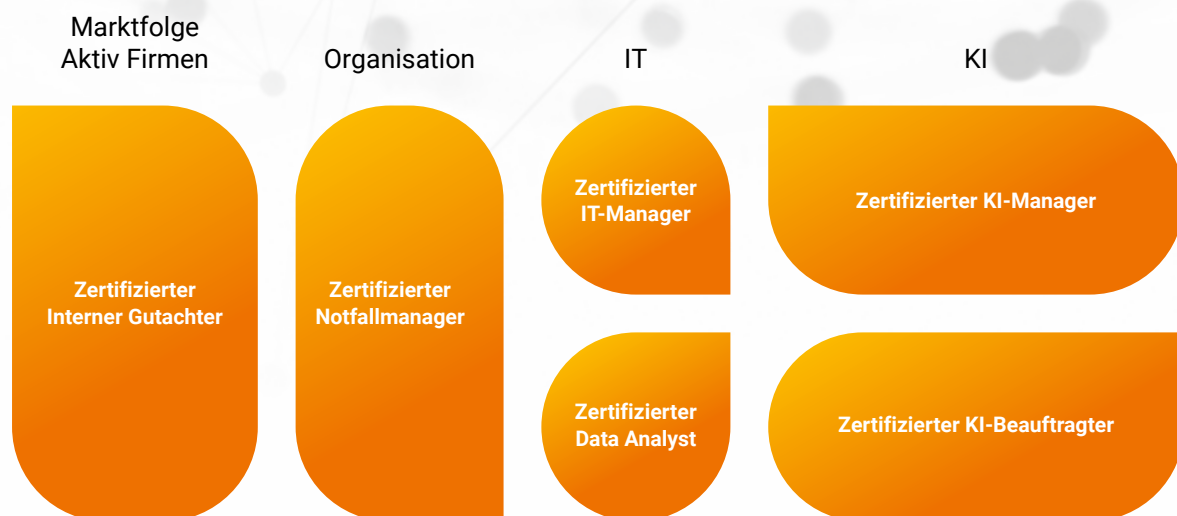 Marktfolge
Aktiv Firmen
Organisation
IT
KI
Zertifizierter
Interner Gutachter
Zertifizierter
Notfallmanager
Zertifizierter
IT-Manager
Zertifizierter KI-Manager
Zertifizierter
Data Analyst
Zertifizierter KI-Beauftragter